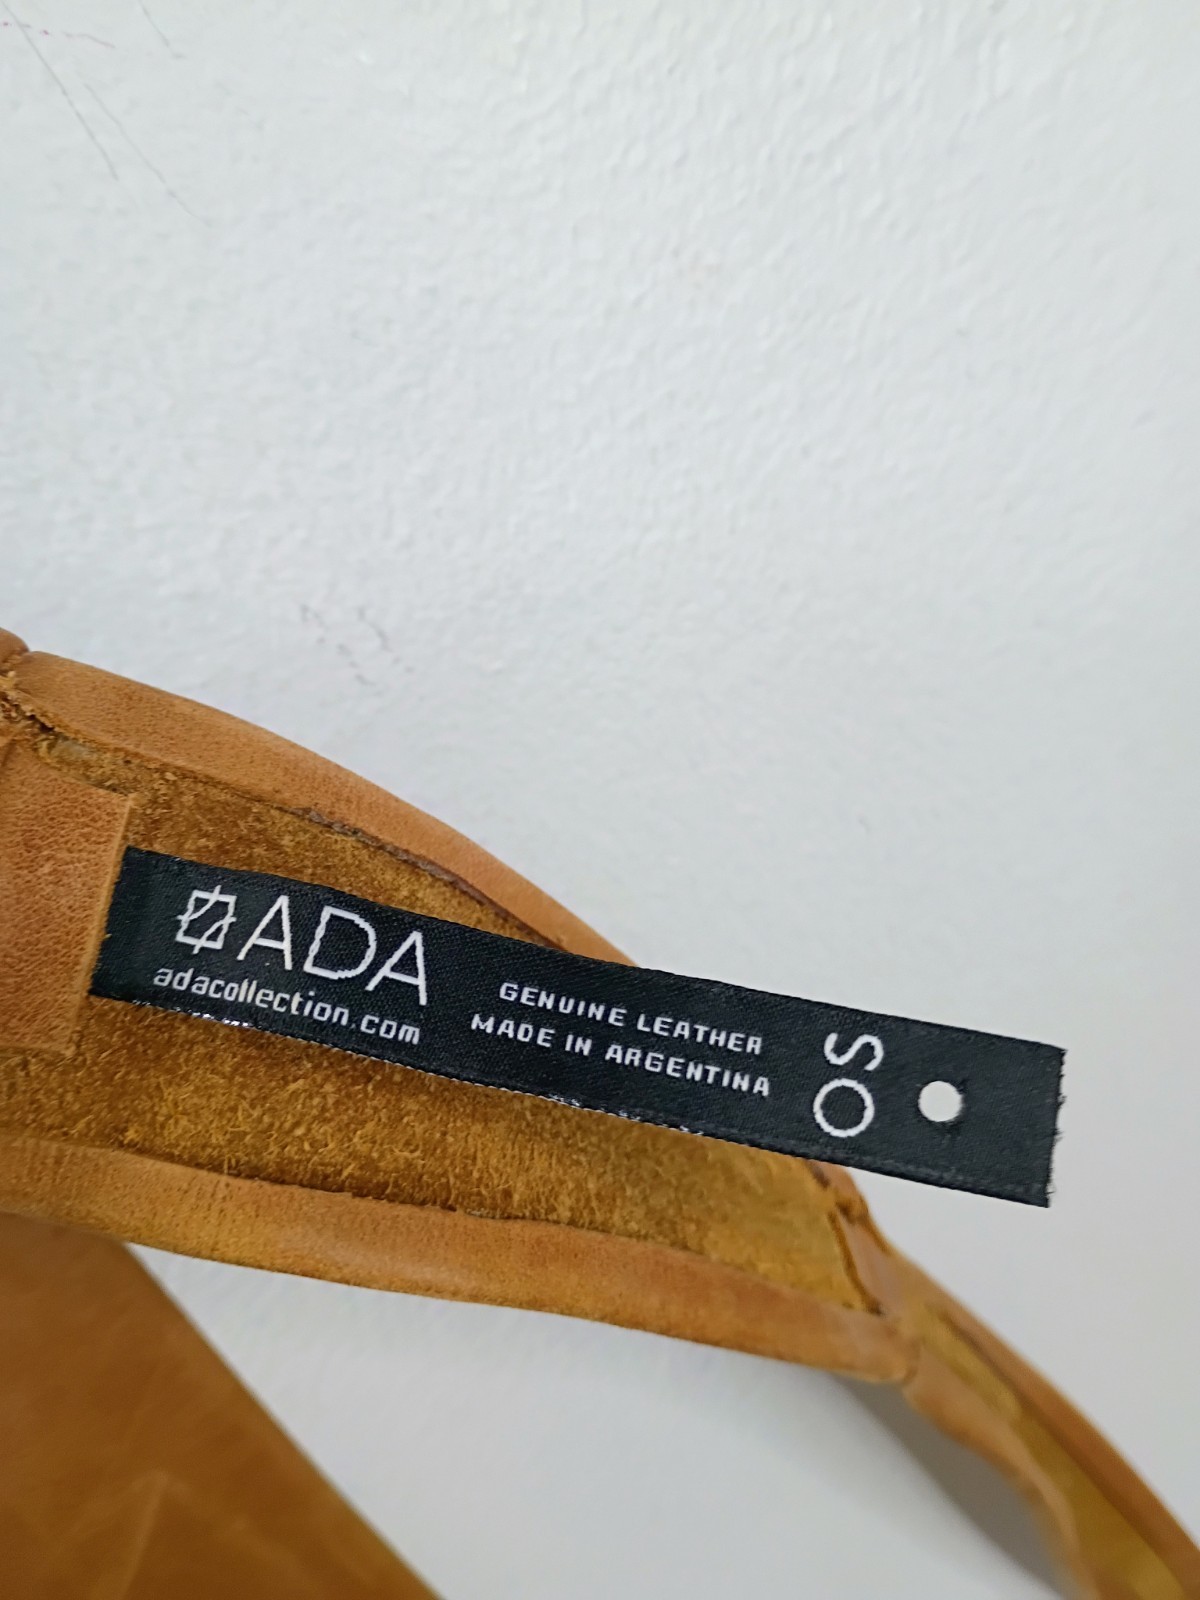 ADA
adacollection.com
GENUINE LEATHER
MADE IN ARGENTINA
OS